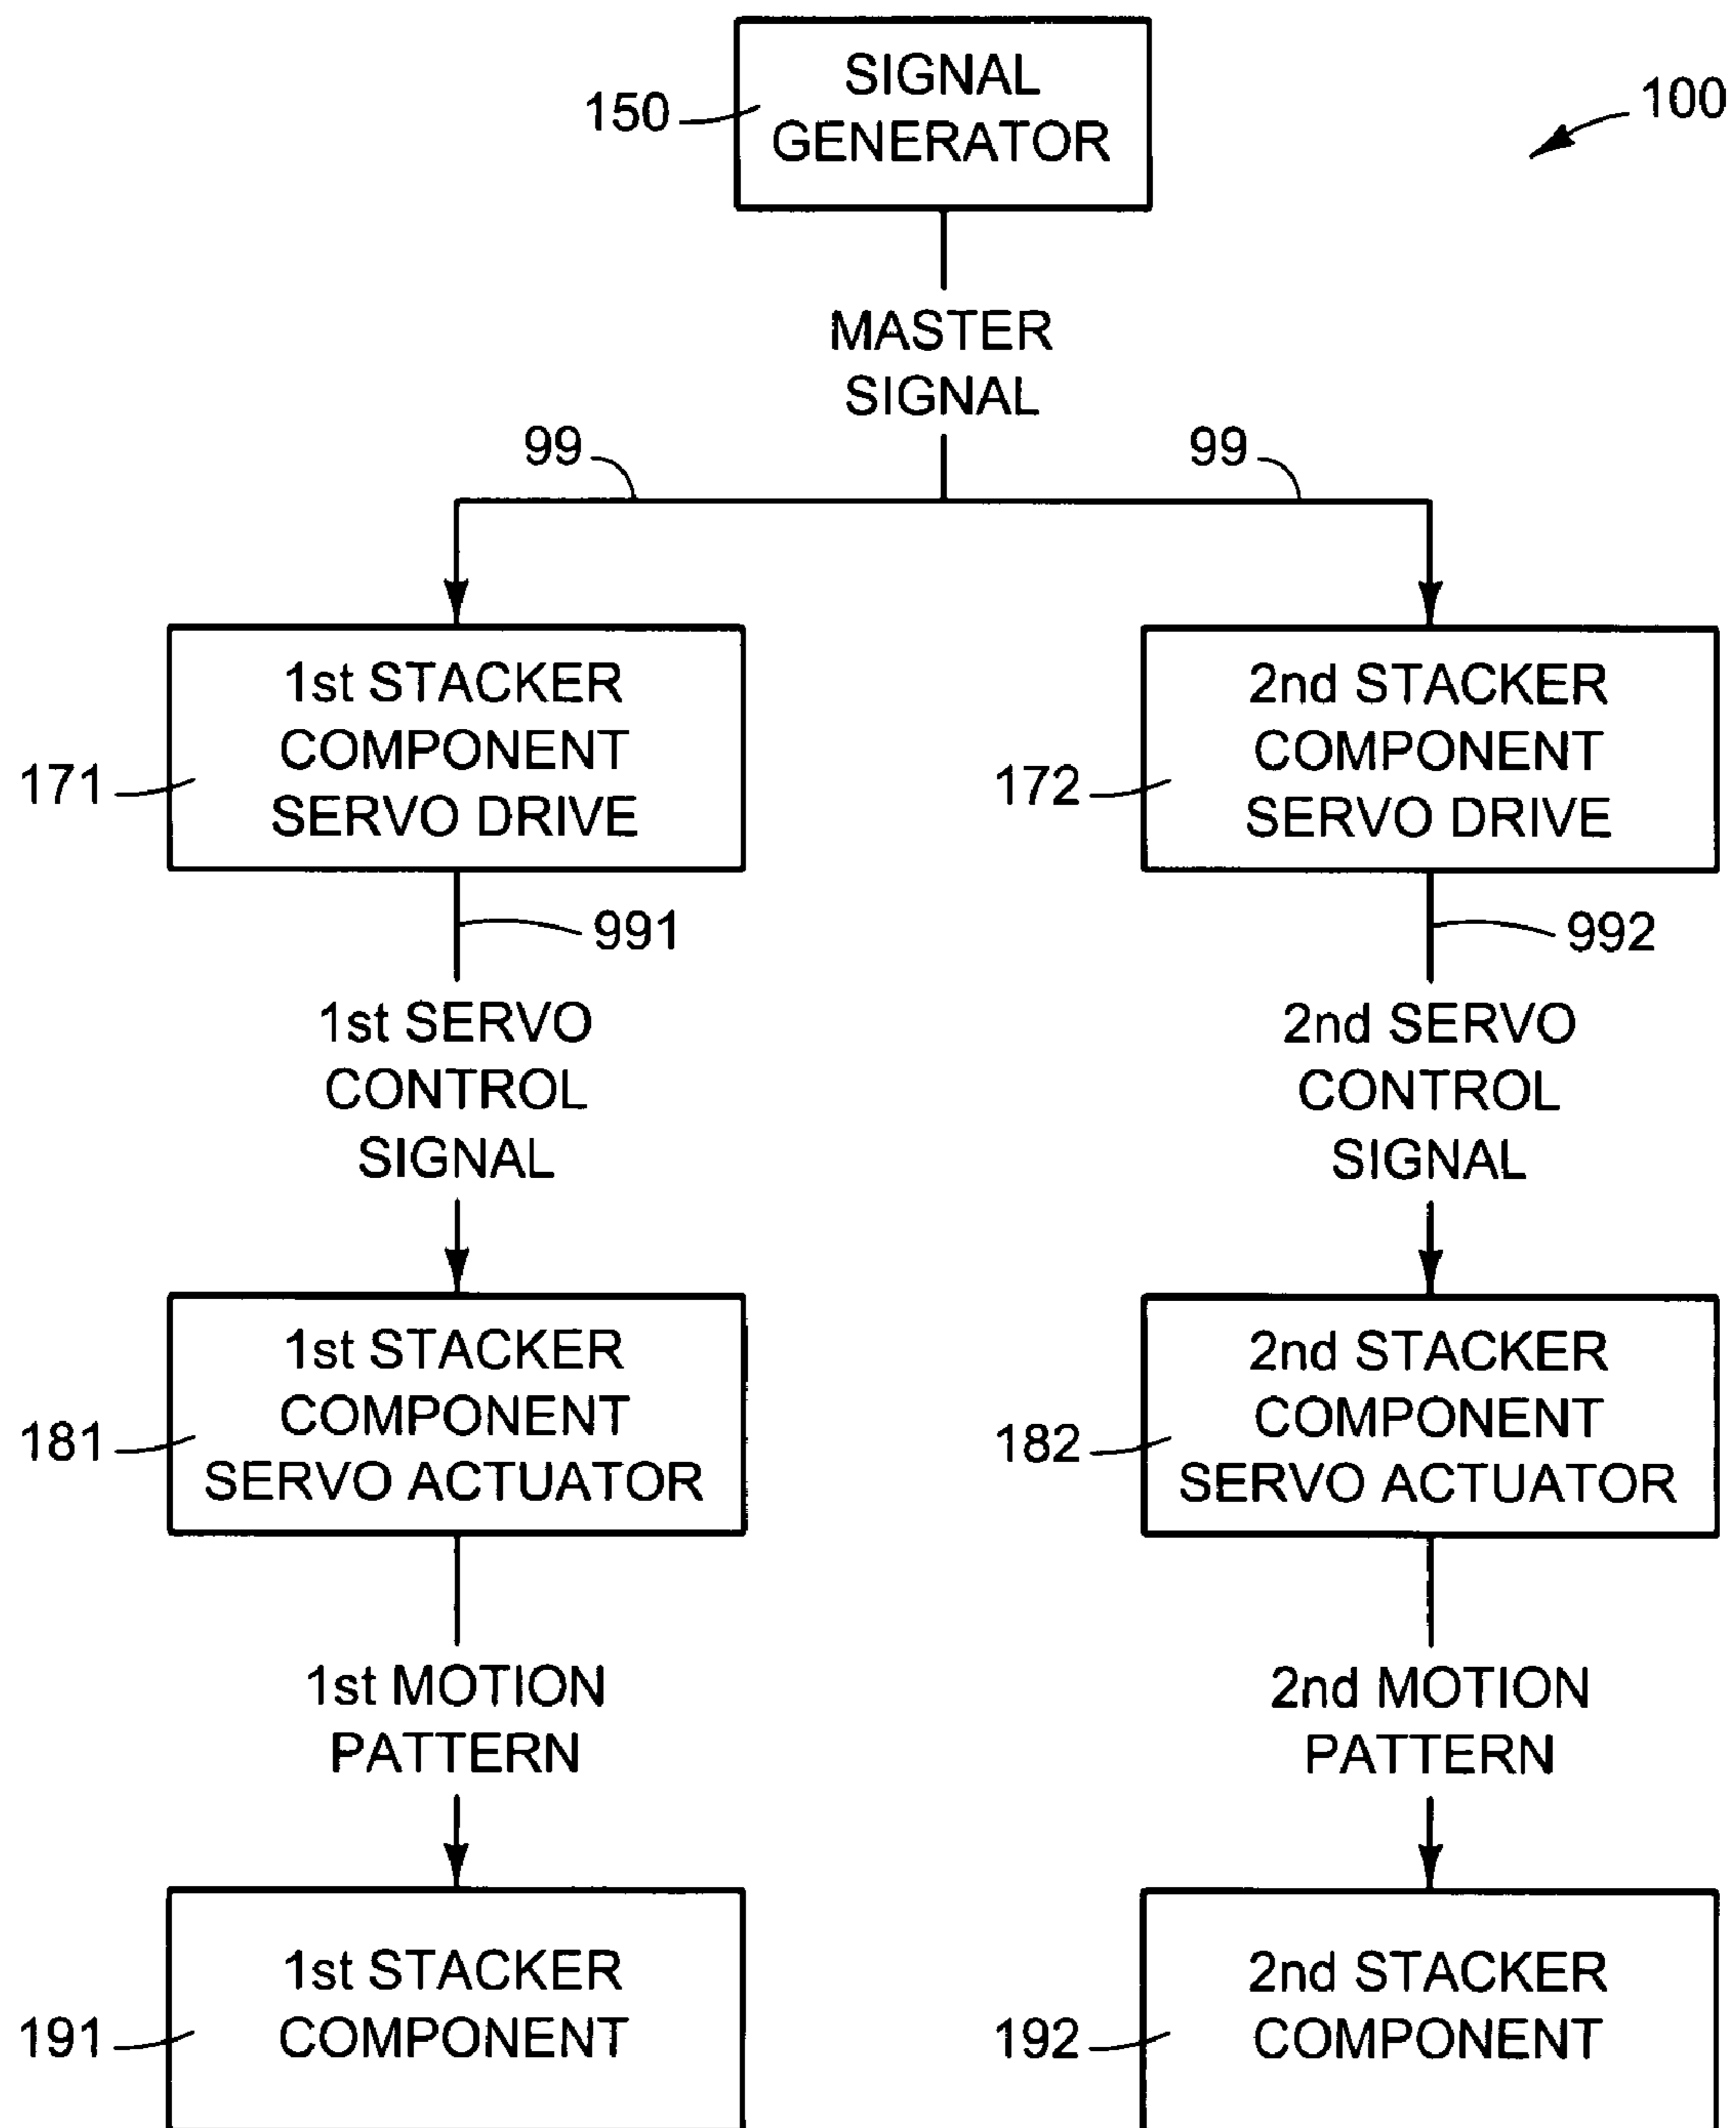 SIGNAL
GENERATOR
150
100
MASTER
SIGNAL
99
99
1st STACKER
COMPONENT
SERVO DRIVE
171
2nd STACKER
COMPONENT
SERVO DRIVE
172
991
992
1st SERVO
CONTROL
SIGNAL
2nd SERVO
CONTROL
SIGNAL
1st STACKER
COMPONENT
SERVO ACTUATOR
181
2nd STACKER
COMPONENT
SERVO ACTUATOR
182
1st MOTION
PATTERN
2nd MOTION
PATTERN
1st STACKER
COMPONENT
191
2nd STACKER
COMPONENT
192